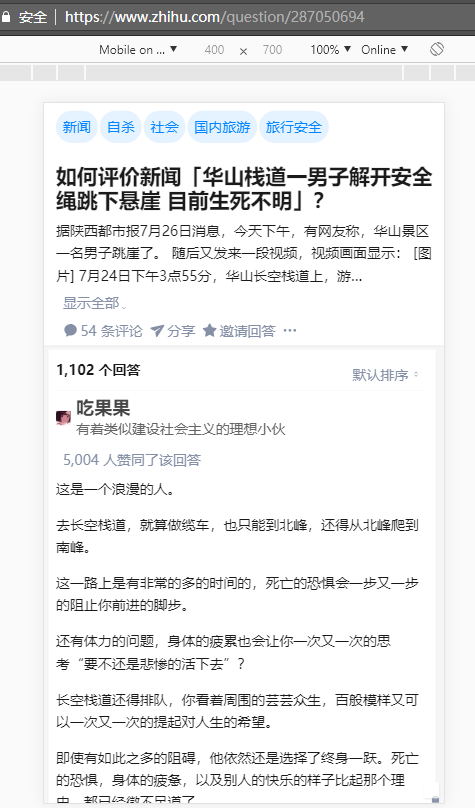 安全 https://www.zhihu.com/question/287050694
Mobile on ... ▼ 400 × 700 100% ▼ Online ▼
新闻 自杀 社会 国内旅游 旅行安全
如何评价新闻「华山栈道一男子解开安全
绳跳下悬崖 目前生死不明」?
据陕西都市报7月26日消息，今天下午，有网友称，华山景区
一名男子跳崖了。 随后又发来一段视频，视频画面显示： [图
片] 7月24日下午3点55分，华山长空栈道上，游...
显示全部
54 条评论 分享 邀请回答 ···
1,102 个回答
默认排序
吃果果
有着类似建设社会主义的理想小伙
5,004 人赞同了该回答
这是一个浪漫的人。
去长空栈道，就算做缆车，也只能到北峰，还得从北峰爬到
南峰。
这一路上是有非常的多的时间的，死亡的恐惧会一步又一步
的阻止你前进的脚步。
还有体力的问题，身体的疲累也会让你一次又一次的思
考“要不还是悲惨的活下去”？
长空栈道还得排队，你看着周围的芸芸众生，百般模样又可
以一次又一次的提起对人生的希望。
即使有如此之多的阻碍，他依然还是选择了终身一跃。死亡
的恐惧，身体的疲惫，以及别人的快乐的样子比起那个理
由，都已经微不足道了